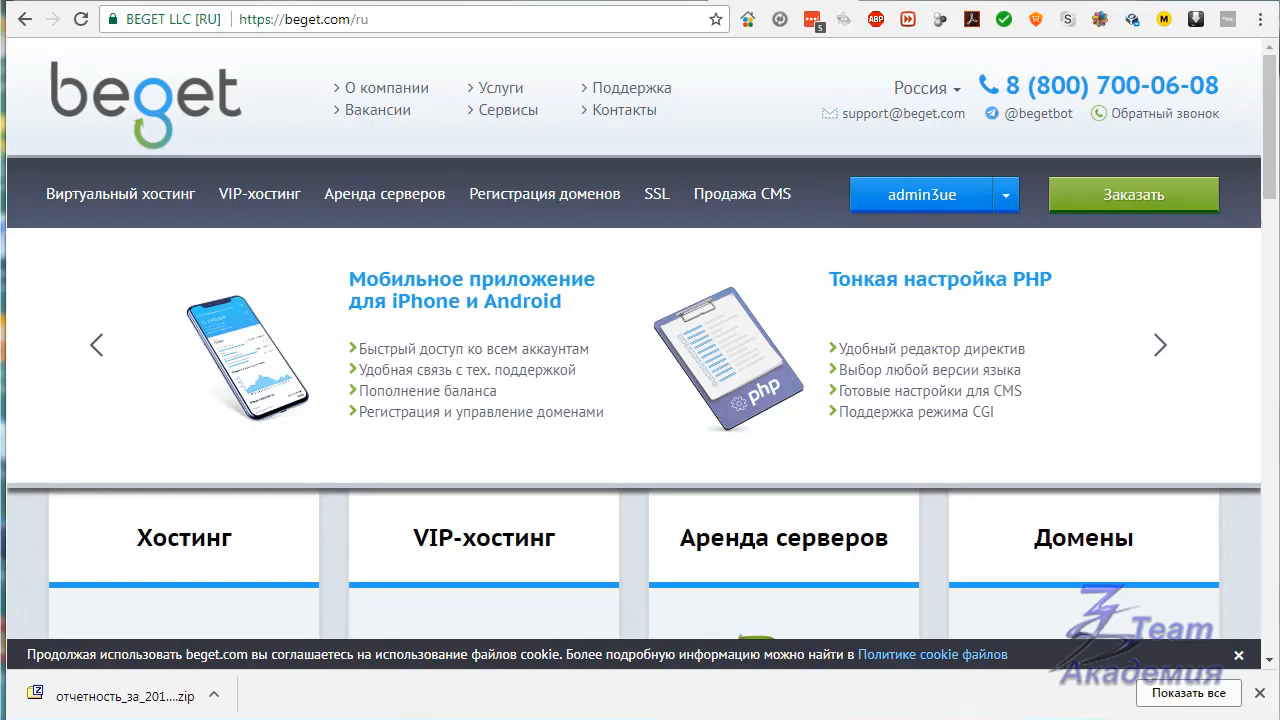 BEGET LLC [RU]
https://beget.com/ru
5
ABP
S
M
beget
О компании
Вакансии
Услуги
Сервисы
Поддержка
Контакты
Россия
8 (800) 700-06-08
support@beget.com
@begetbot
Обратный звонок
Виртуальный хостинг
VIP-хостинг
Аренда серверов
Регистрация доменов
SSL
Продажа CMS
admin3ue
Заказать
Мобильное приложение
для iPhone и Android
Быстрый доступ ко всем аккаунтам
Удобная связь с тех. поддержкой
Пополнение баланса
Регистрация и управление доменами
php
Тонкая настройка PHP
Удобный редактор директив
Выбор любой версии языка
Готовые настройки для CMS
Поддержка режима CGI
Хостинг
VIP-хостинг
Аренда серверов
Домены
Продолжая использовать beget.com вы соглашаетесь на использование файлов cookie. Более подробную информацию можно найти в Политике cookie файлов
3 Team
Академия
отчетность_за_201....zip
Показать все